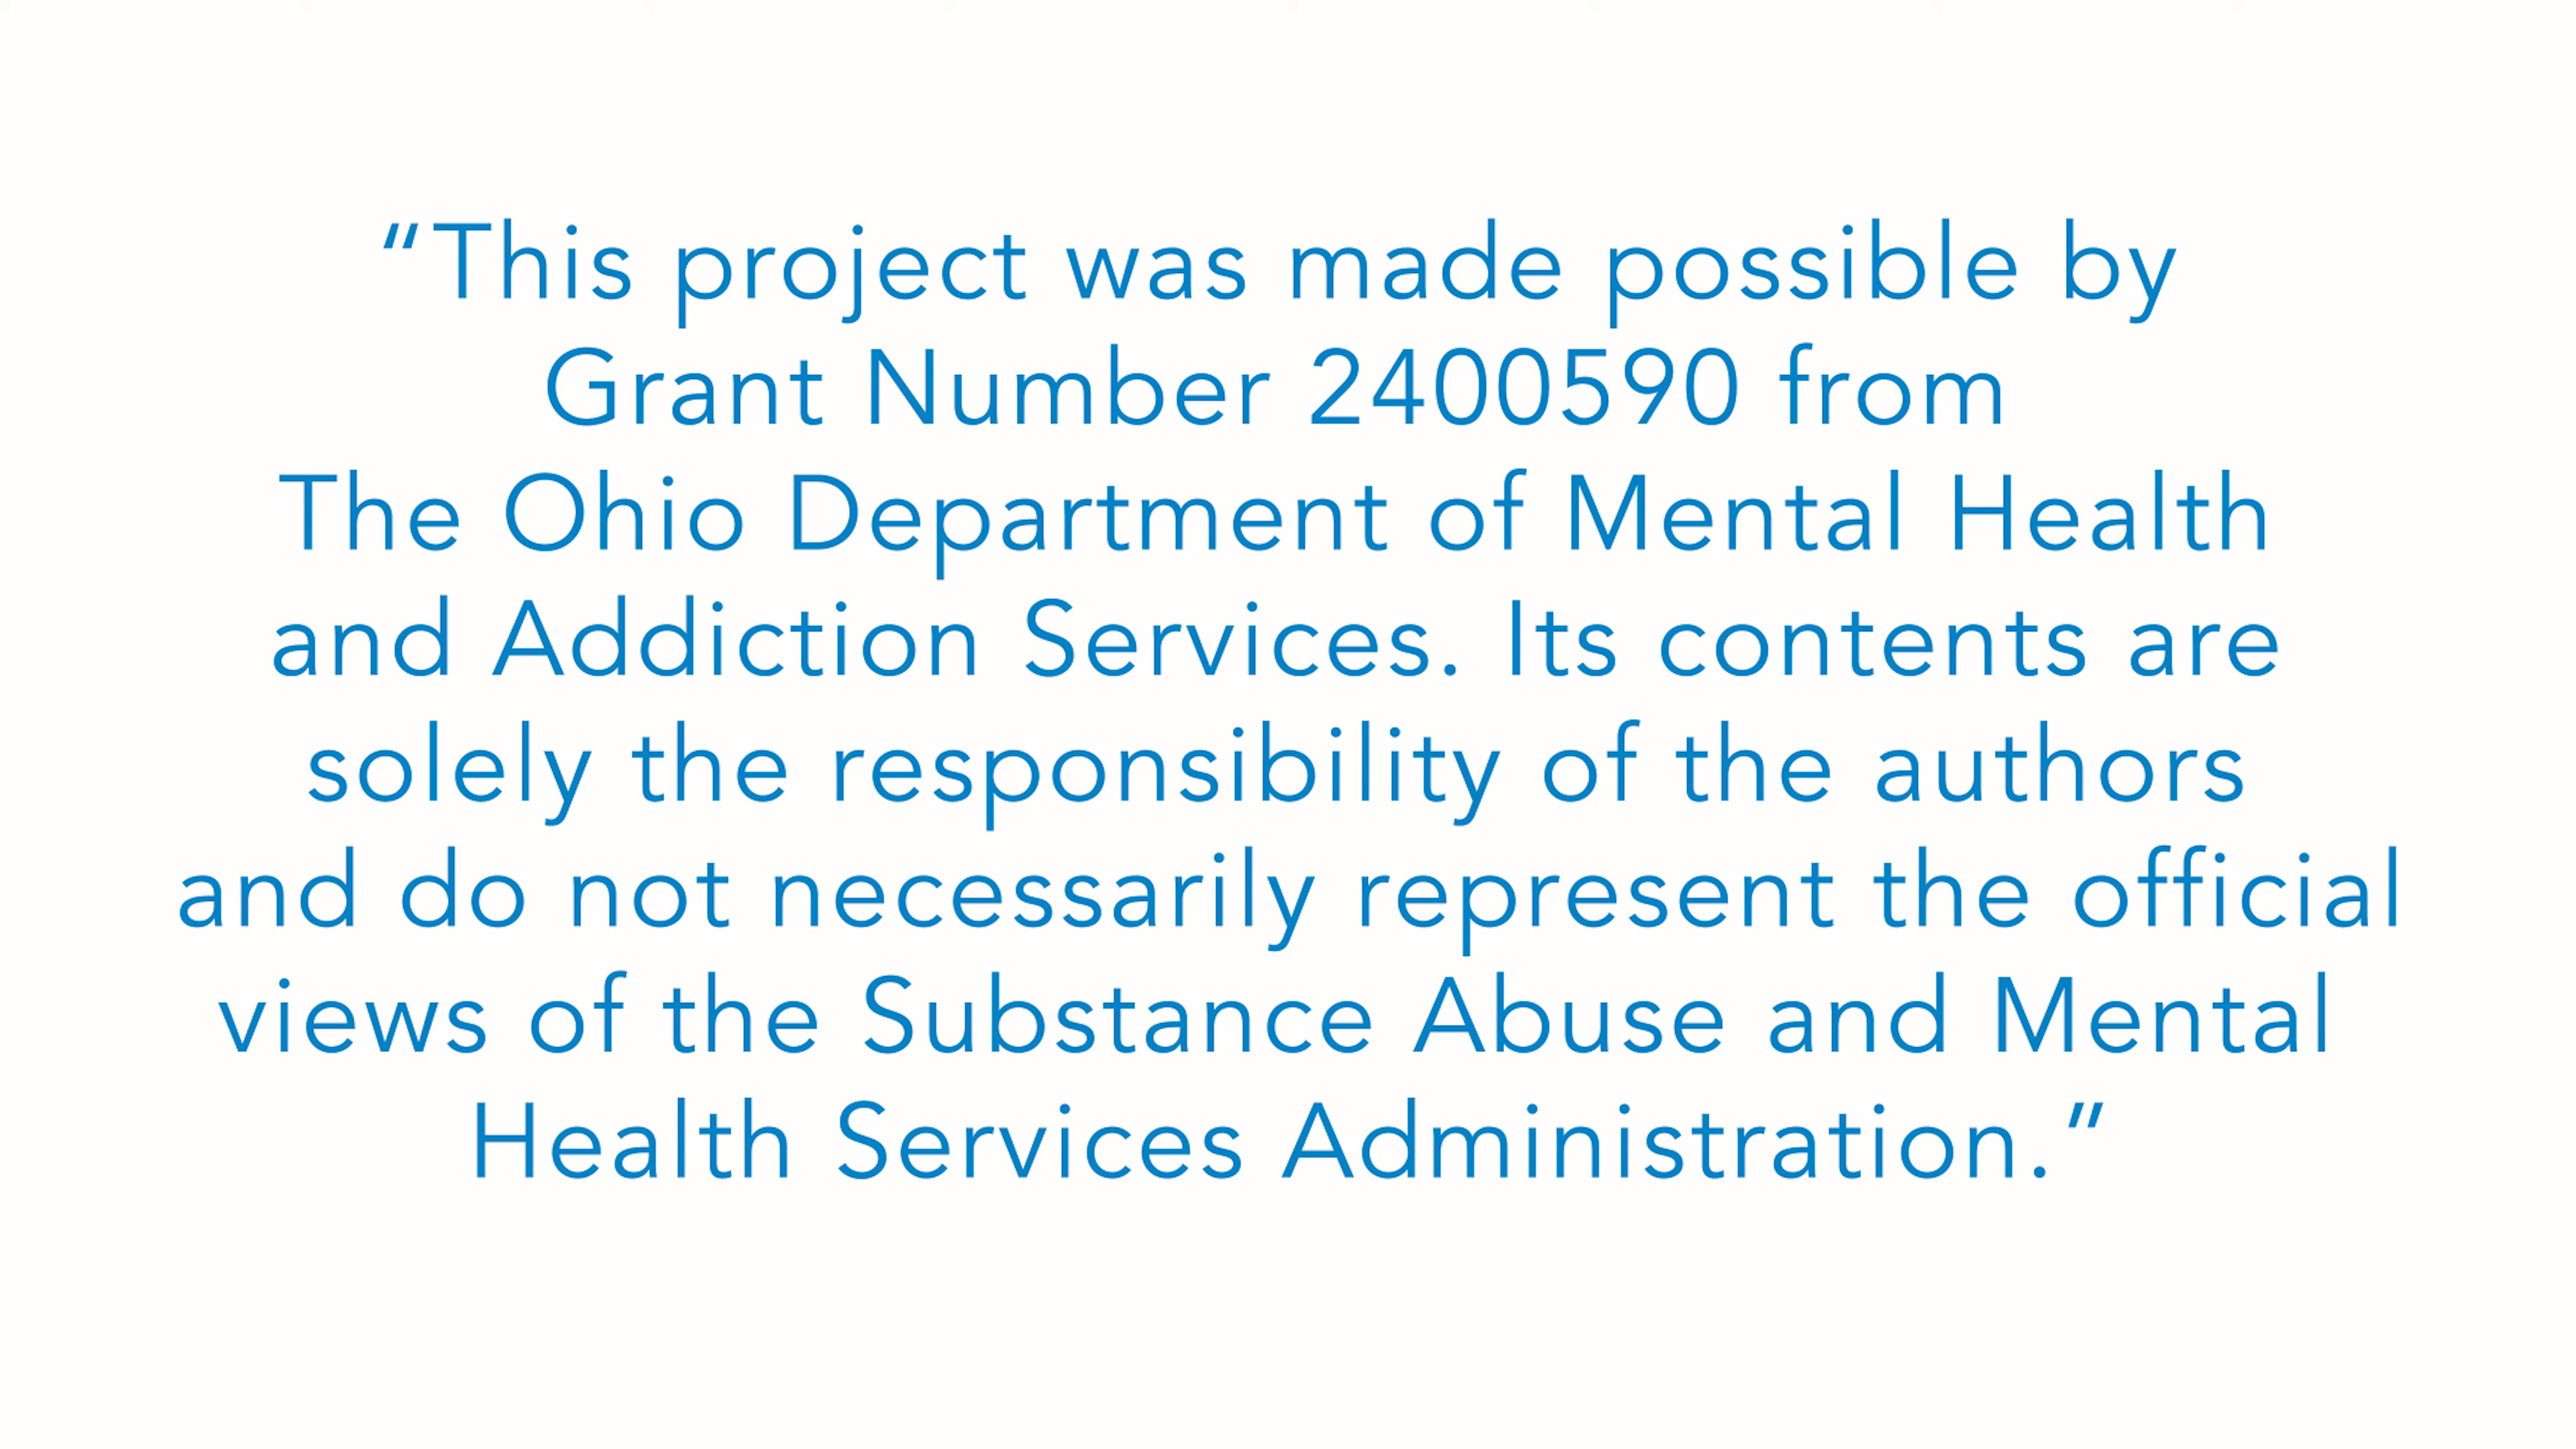 “This project was made possible by
Grant Number 2400590 from
The Ohio Department of Mental Health
and Addiction Services. Its contents are
solely the responsibility of the authors
and do not necessarily represent the official
views of the Substance Abuse and Mental
Health Services Administration.”